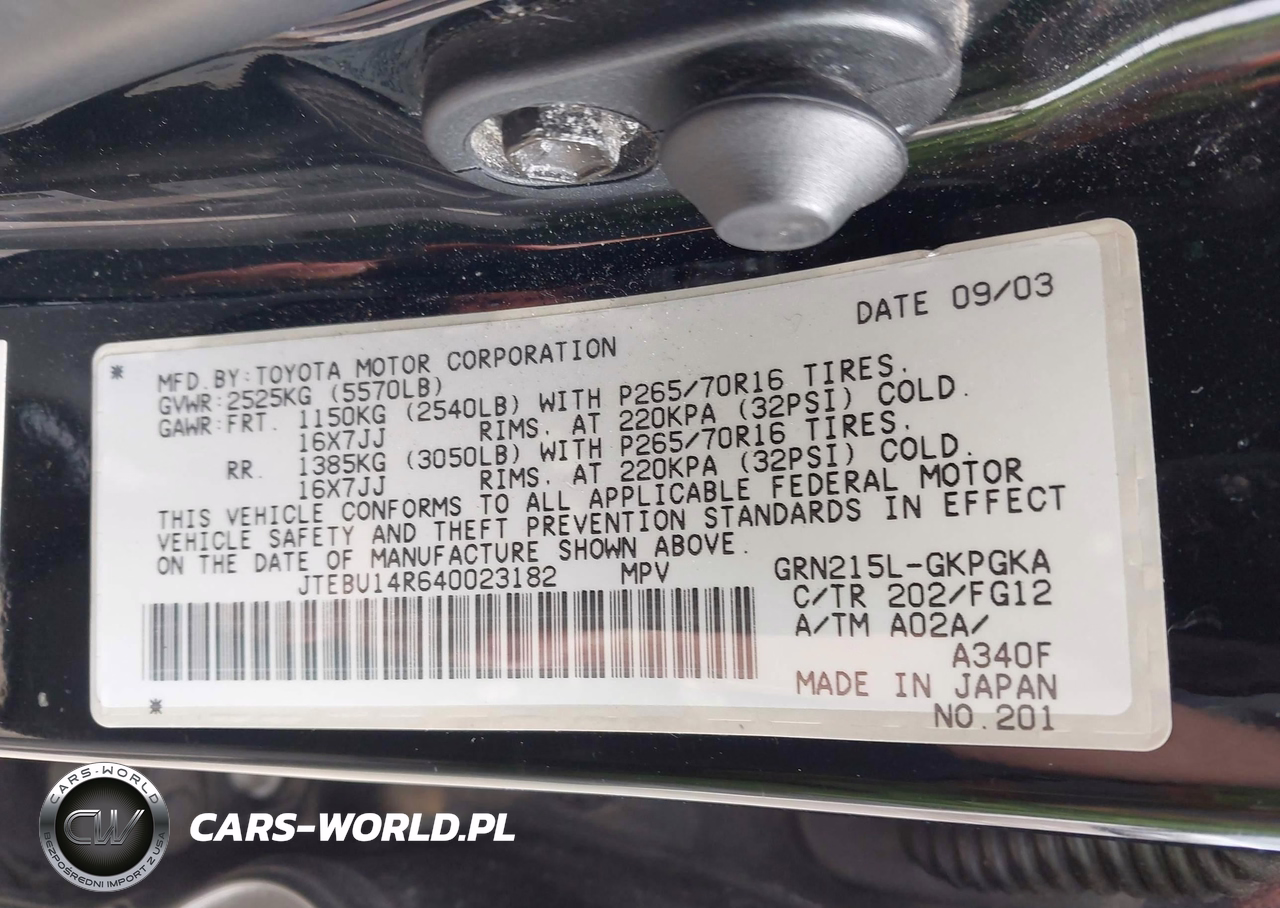 DATE 09/03
MFD.BY:TOYOTA MOTOR CORPORATION
GVWR:2525KG (5570LB)
GAWR:FRT. 1150KG (2540LB) WITH P265/70R16 TIRES.
16X7JJ RIMS, AT 220KPA (32PSI) COLD.
RR. 1385KG (3050LB) WITH P265/70R16 TIRES.
16X7JJ RIMS, AT 220KPA (32PSI) COLD.
THIS VEHICLE CONFORMS TO ALL APPLICABLE FEDERAL MOTOR
VEHICLE SAFETY AND THEFT PREVENTION STANDARDS IN EFFECT
ON THE DATE OF MANUFACTURE SHOWN ABOVE.
JTEBU14R640023182 MPV GRN215L-GKPGKA
C/TR 202/FG12
A/TM A02A/
A340F
MADE IN JAPAN
NO.201
CARS-WORLD
CW
BEZPOŚREDNI IMPORT Z USA
CARS-WORLD.PL